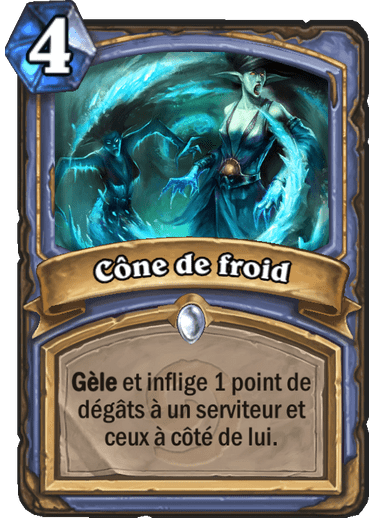 4
Cône de froid
Gèle et inflige 1 point de
dégâts à un serviteur et
ceux à côté de lui.